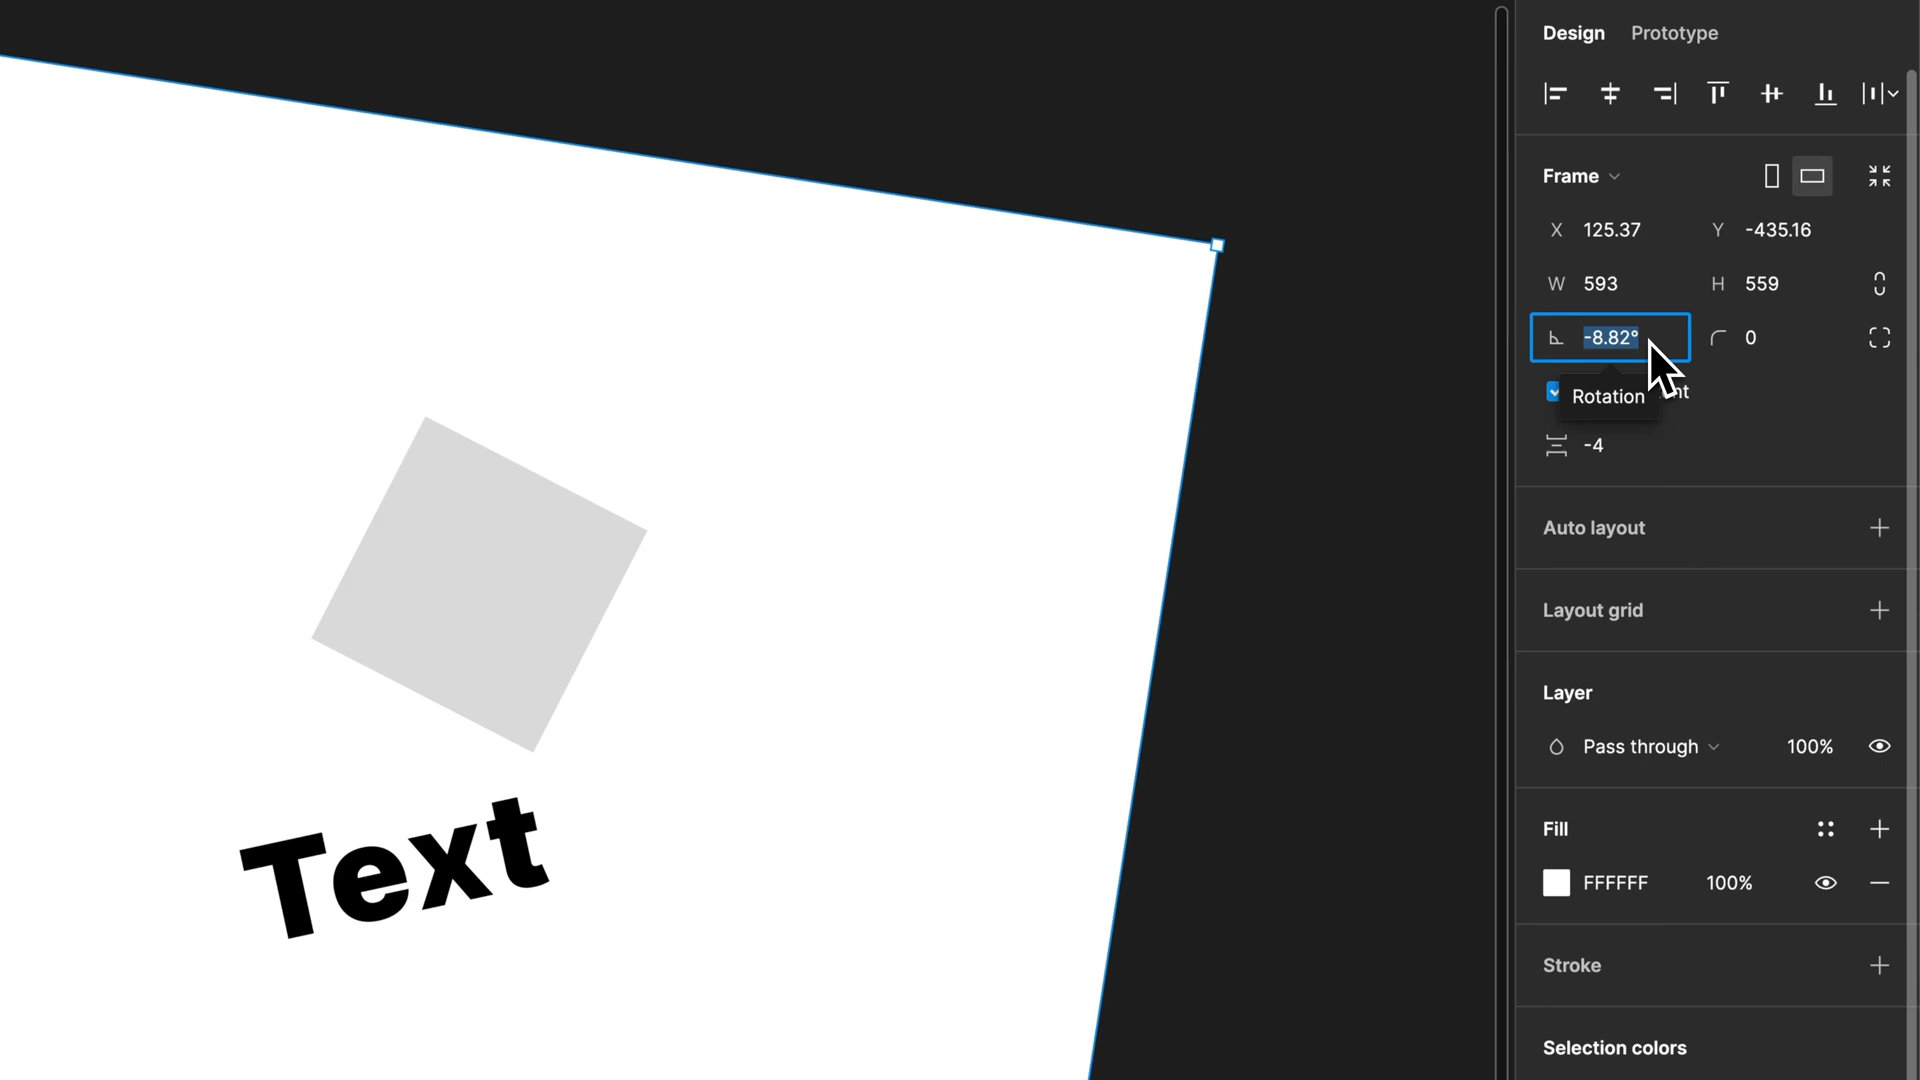 Design Prototype
Frame
X 125.37 Y -435.16
W 593 H 559
-8.82° 0
Rotation
-4
Auto layout
Layout grid
Layer
Pass through 100%
Fill
FFFFFF 100%
Stroke
Selection colors
Text